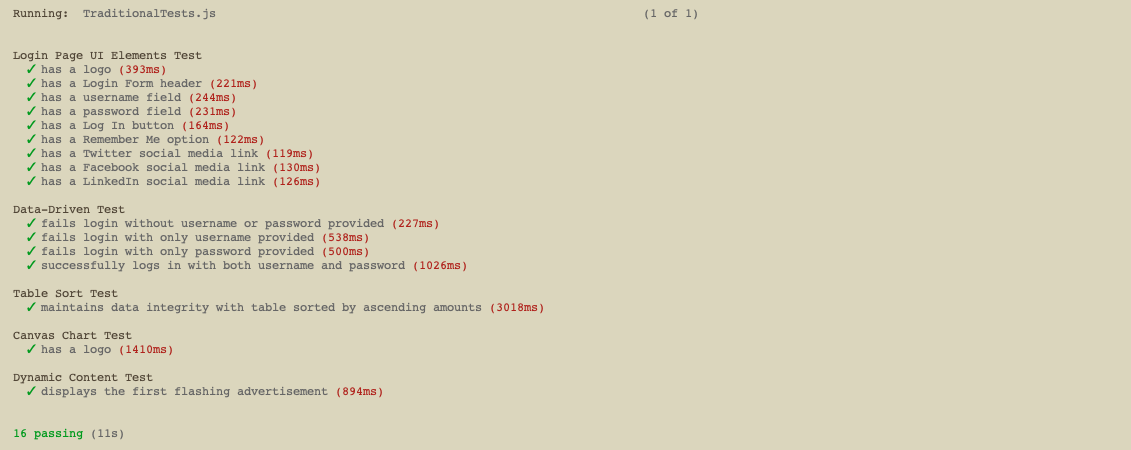 Running:  TraditionalTests.js (1 of 1)
Login Page UI Elements Test
✓ has a logo (393ms)
✓ has a Login Form header (221ms)
✓ has a username field (244ms)
✓ has a password field (231ms)
✓ has a Log In button (164ms)
✓ has a Remember Me option (122ms)
✓ has a Twitter social media link (119ms)
✓ has a Facebook social media link (130ms)
✓ has a LinkedIn social media link (126ms)
Data-Driven Test
✓ fails login without username or password provided (227ms)
✓ fails login with only username provided (538ms)
✓ fails login with only password provided (500ms)
✓ successfully logs in with both username and password (1026ms)
Table Sort Test
✓ maintains data integrity with table sorted by ascending amounts (3018ms)
Canvas Chart Test
✓ has a logo (1410ms)
Dynamic Content Test
✓ displays the first flashing advertisement (894ms)
16 passing (11s)